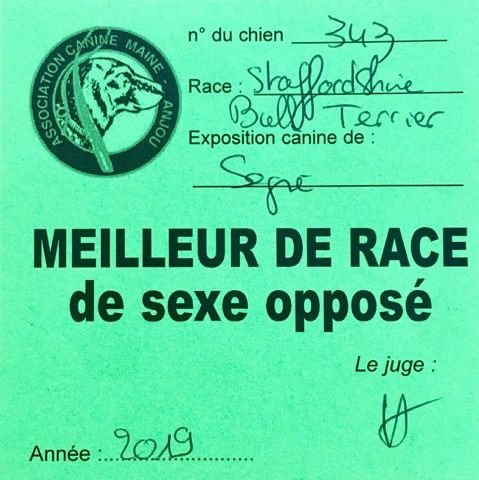 ASSOCIATION CANINE MAINE ANJOU
n° du chien 343
Race : Staffordshire
Bull Terrier
Exposition canine de :
Segré
MEILLEUR DE RACE
de sexe opposé
Le juge :
Année : 2019